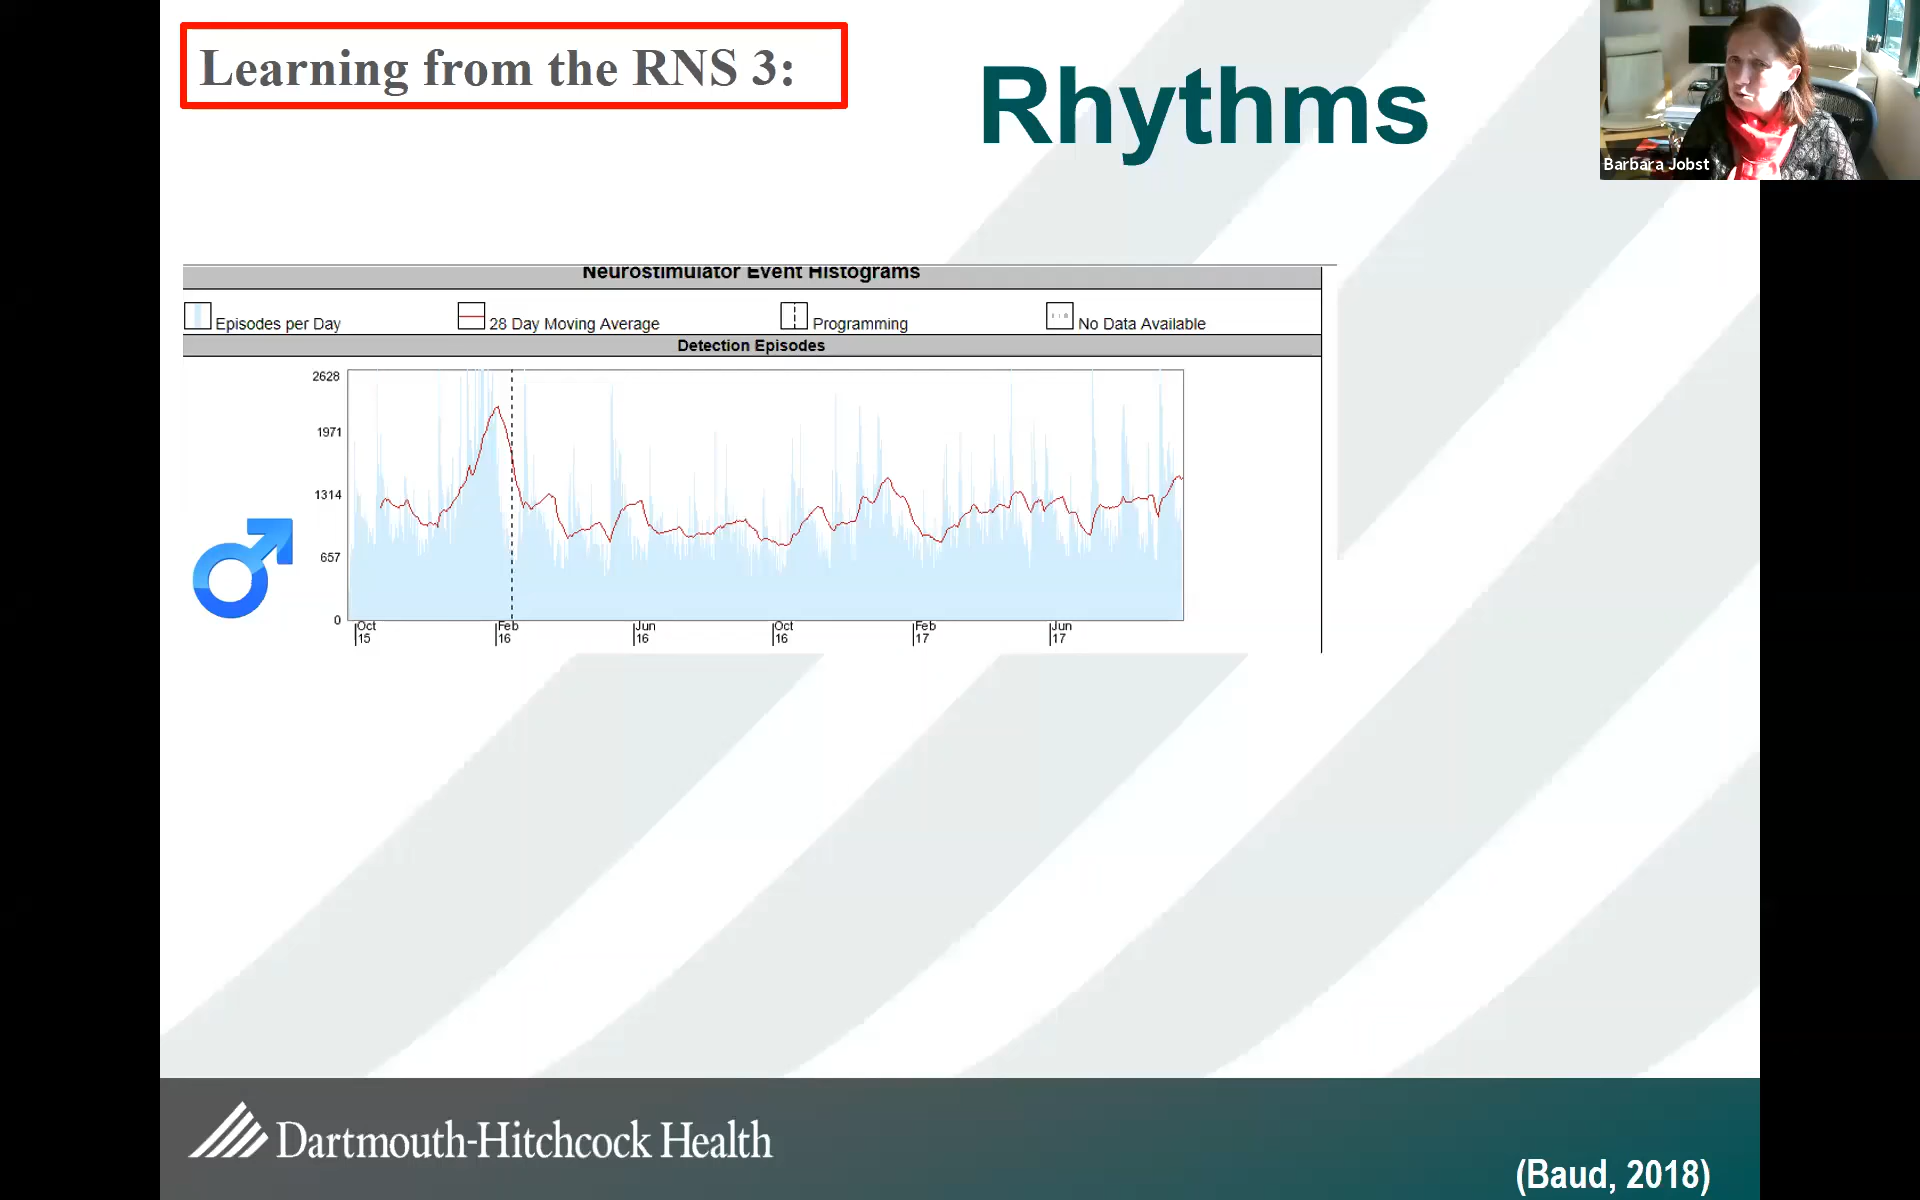 Learning from the RNS 3:
Rhythms
Barbara Jobst
Neurostimulator Event Histograms
Episodes per Day
28 Day Moving Average
Programming
No Data Available
Detection Episodes
2628
1971
1314
657
0
Oct 15
Feb 16
Jun 16
Oct 16
Feb 17
Jun 17
Dartmouth-Hitchcock Health
(Baud, 2018)